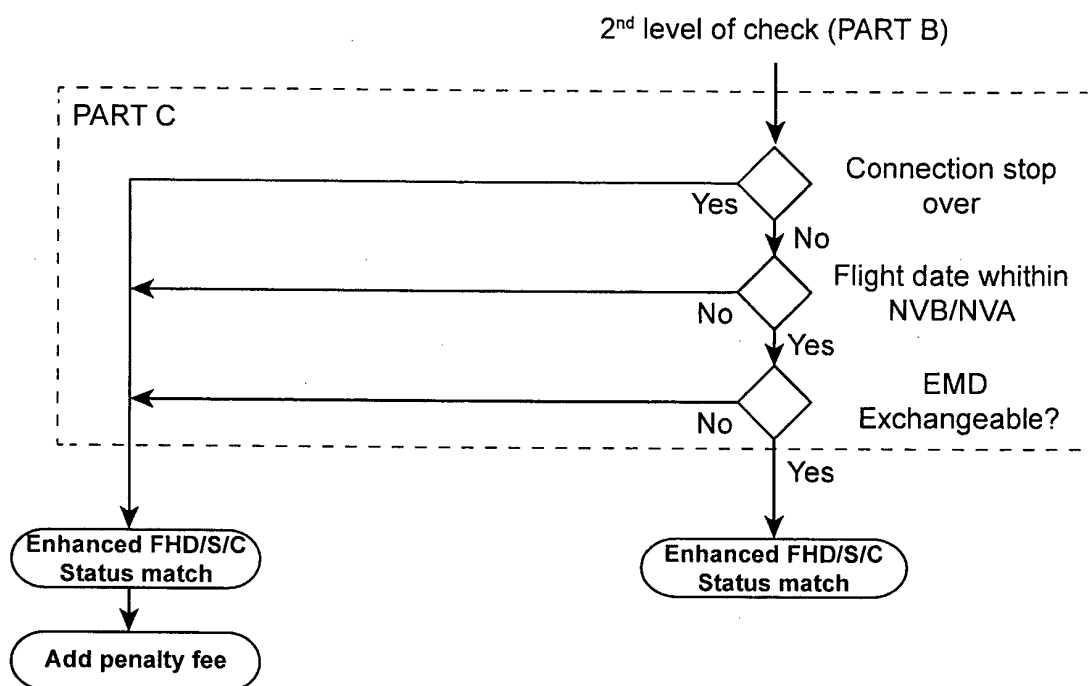 2nd level of check (PART B)
PART C
Connection stop
over
Yes
No
Flight date whithin
NVB/NVA
No
Yes
EMD
Exchangeable?
No
Yes
Enhanced FHD/S/C
Status match
Enhanced FHD/S/C
Status match
Add penalty fee